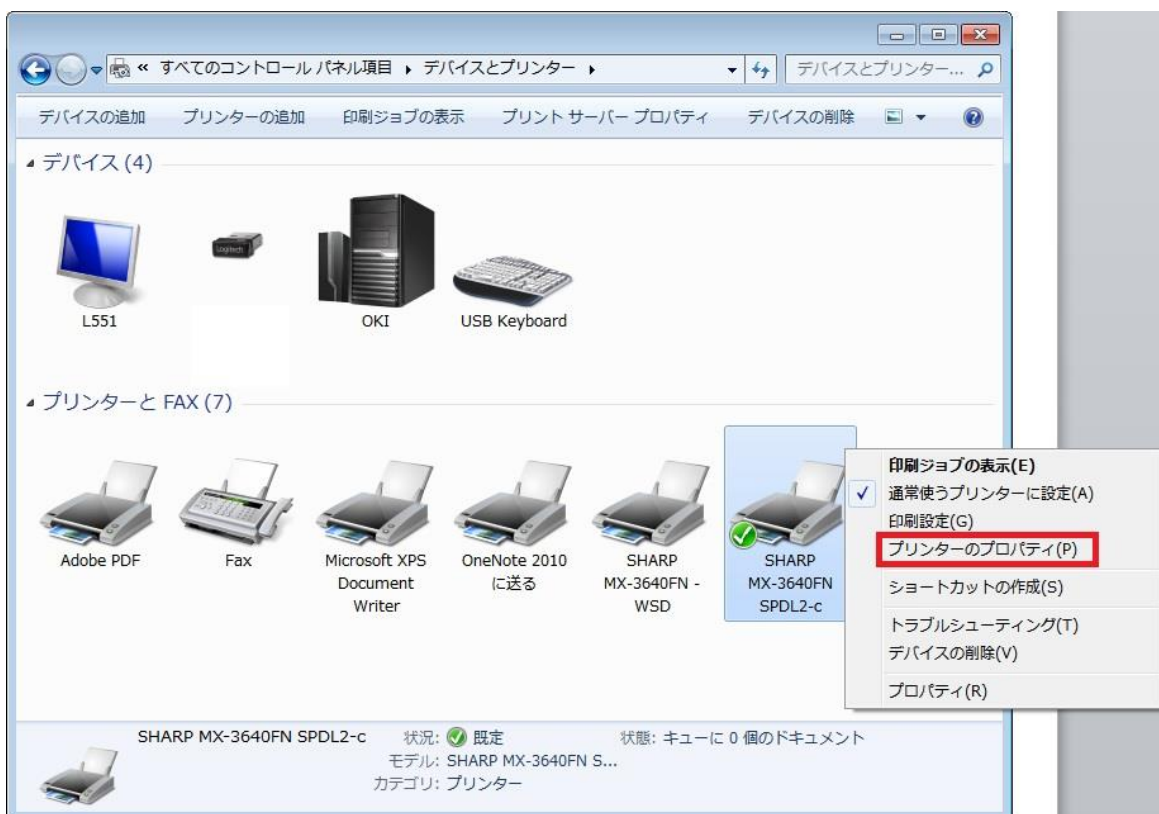 « すべてのコントロール パネル項目 ▸ デバイスとプリンター ▸
デバイスとプリンター...
デバイスの追加 プリンターの追加 印刷ジョブの表示 プリント サーバー プロパティ デバイスの削除
デバイス (4)
Logitech
L551
OKI
USB Keyboard
プリンターと FAX (7)
Adobe PDF
Fax
Microsoft XPS
Document
Writer
OneNote 2010
に送る
SHARP
MX-3640FN -
WSD
SHARP
MX-3640FN
SPDL2-c
印刷ジョブの表示(E)
通常使うプリンターに設定(A)
印刷設定(G)
プリンターのプロパティ(P)
ショートカットの作成(S)
トラブルシューティング(T)
デバイスの削除(V)
プロパティ(R)
SHARP MX-3640FN SPDL2-c 状況: 既定 状態: キューに 0 個のドキュメント
モデル: SHARP MX-3640FN S...
カテゴリ: プリンター